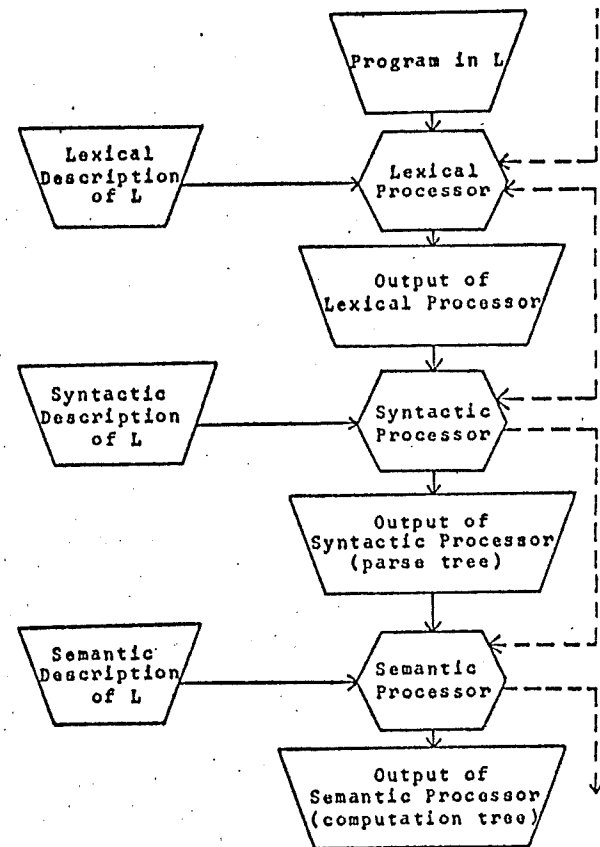 Program in L
Lexical
Description
of L
Lexical
Processor
Output of
Lexical Processor
Syntactic
Description
of L
Syntactic
Processor
Output of
Syntactic Processor
(parse tree)
Semantic
Description
of L
Semantic
Processor
Output of
Semantic Processor
(computation tree)